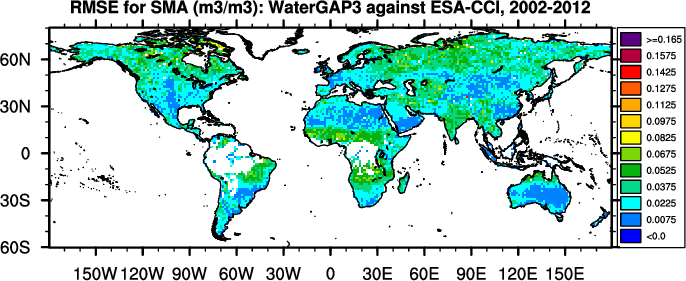 RMSE for SMA (m3/m3): WaterGAP3 against ESA-CCI, 2002-2012
60N
30N
0
30S
60S
150W 120W 90W 60W 30W 0 30E 60E 90E 120E 150E
>=0.165
0.1575
0.1425
0.1275
0.1125
0.0975
0.0825
0.0675
0.0525
0.0375
0.0225
0.0075
<0.0